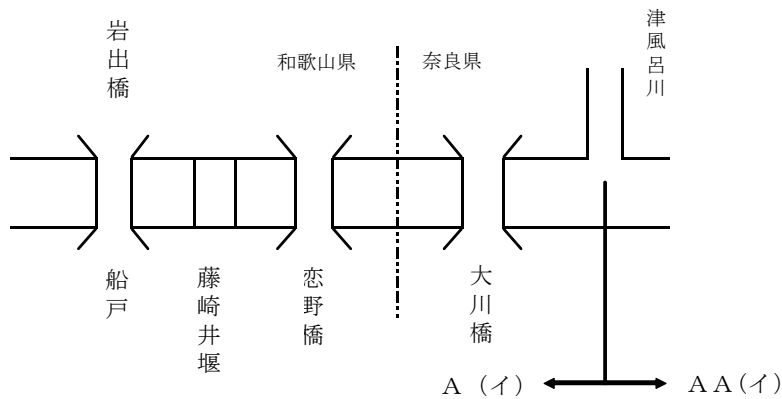 岩出橋
和歌山県
奈良県
津風呂川
船戸
藤崎井堰
恋野橋
大川橋
A（イ）
AA(イ)